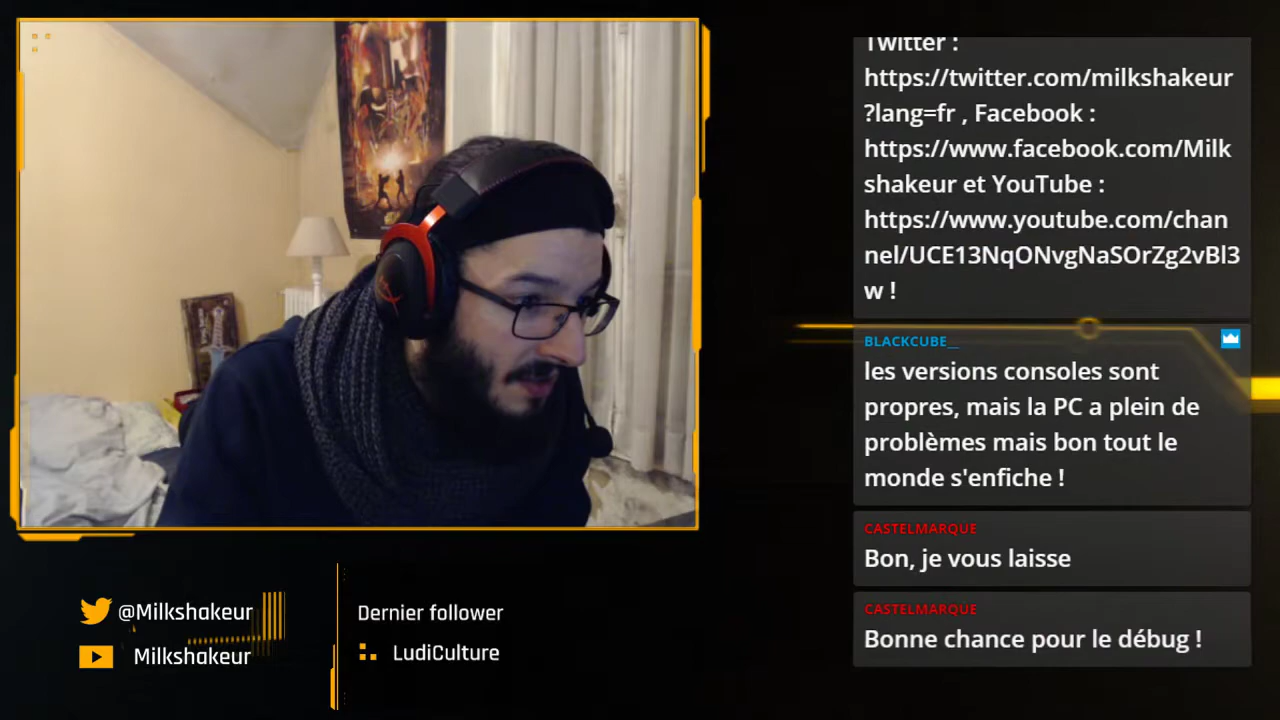 Twitter :
https://twitter.com/milkshakeur
?lang=fr , Facebook :
https://www.facebook.com/Milk
shakeur et YouTube :
https://www.youtube.com/chan
nel/UCE13NqONvgNaSOrZg2vBl3
w !
BLACKCUBE__
les versions consoles sont
propres, mais la PC a plein de
problèmes mais bon tout le
monde s'enfiche !
CASTELMARQUE
Bon, je vous laisse
CASTELMARQUE
Bonne chance pour le débug !
@Milkshakeur
Milkshakeur
Dernier follower
LudiCulture